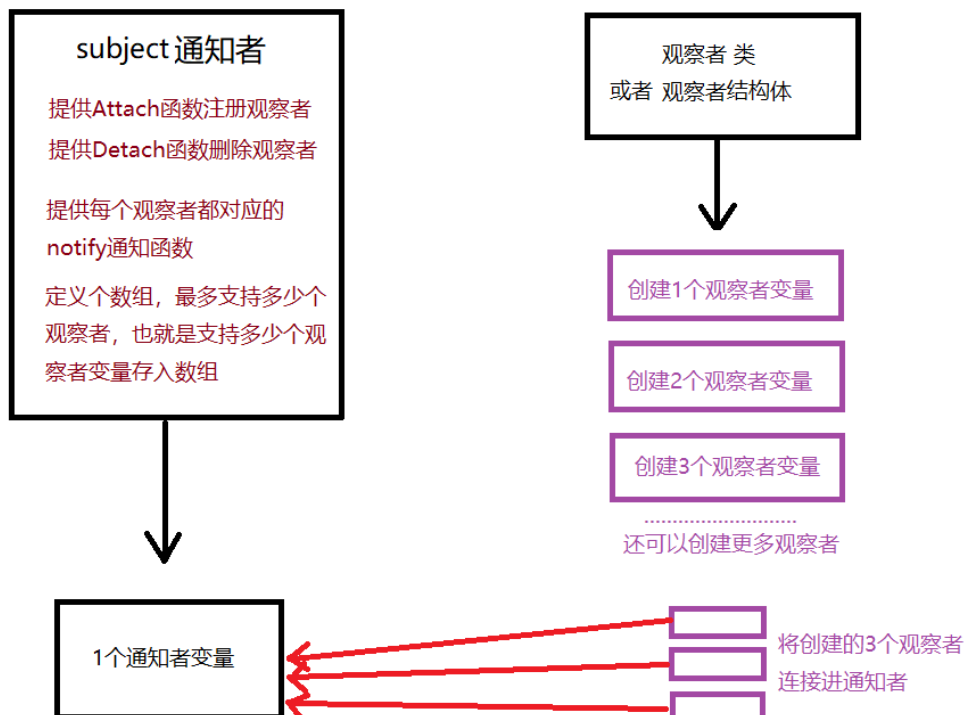 subject 通知者
提供Attach函数注册观察者
提供Detach函数删除观察者
提供每个观察者都对应的
notify通知函数
定义个数组，最多支持多少个
观察者，也就是支持多少个观
察者变量存入数组
观察者 类
或者 观察者结构体
创建1个观察者变量
创建2个观察者变量
创建3个观察者变量
...........................
还可以创建更多观察者
1个通知者变量
将创建的3个观察者
连接进通知者